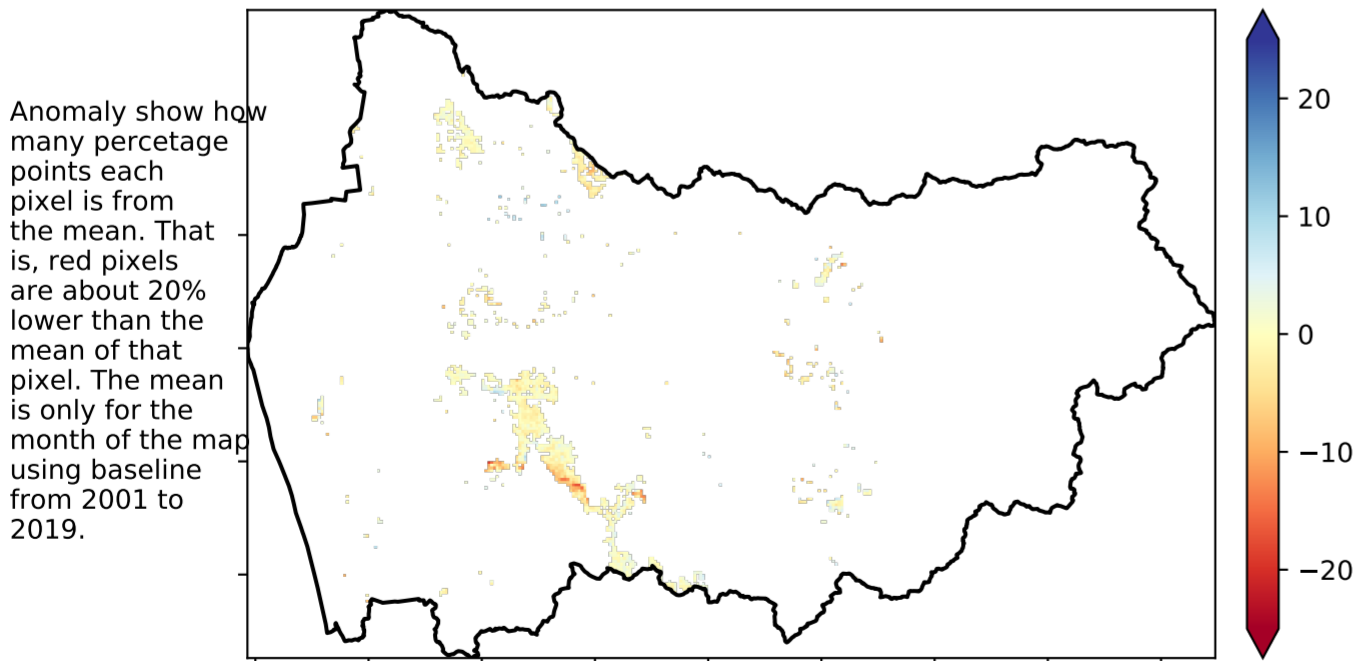 Anomaly show how
many percetage
points each
pixel is from
the mean. That
is, red pixels
are about 20%
lower than the
mean of that
pixel. The mean
is only for the
month of the map
using baseline
from 2001 to
2019.
20
10
0
−10
−20